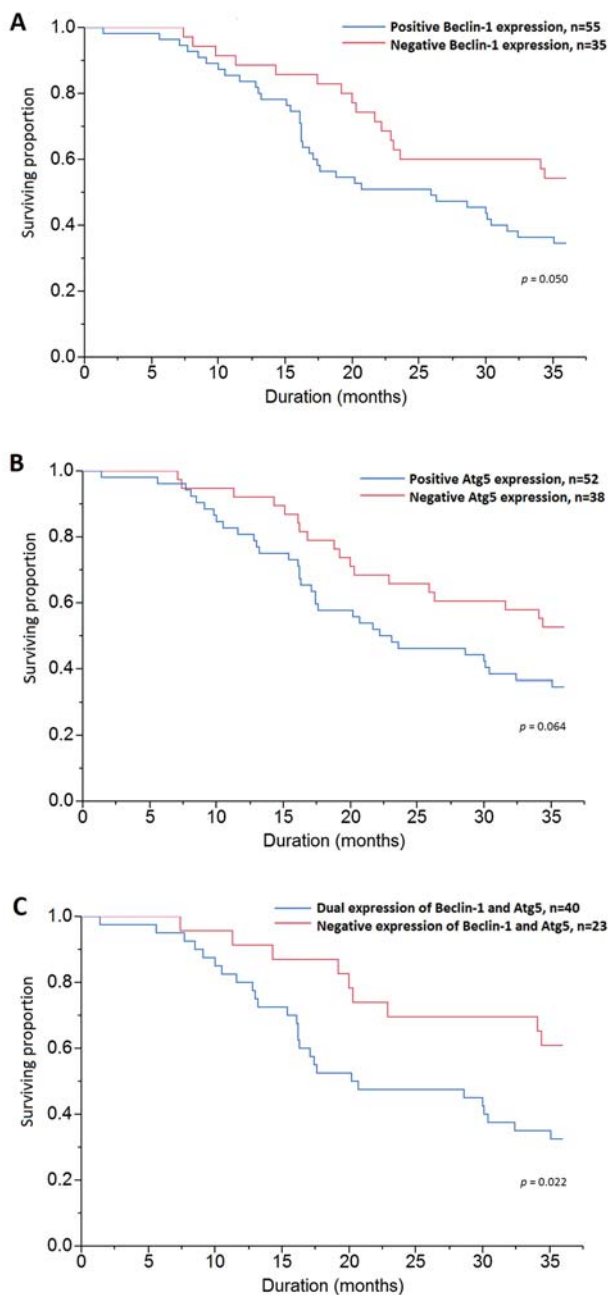 A
Positive Beclin-1 expression, n=55
Negative Beclin-1 expression, n=35
1.0
0.8
0.6
0.4
0.2
0.0
Surviving proportion
p = 0.050
0 5 10 15 20 25 30 35
Duration (months)
B
Positive Atg5 expression, n=52
Negative Atg5 expression, n=38
1.0
0.8
0.6
0.4
0.2
0.0
Surviving proportion
p = 0.064
0 5 10 15 20 25 30 35
Duration (months)
C
Dual expression of Beclin-1 and Atg5, n=40
Negative expression of Beclin-1 and Atg5, n=23
1.0
0.8
0.6
0.4
0.2
0.0
Surviving proportion
p = 0.022
0 5 10 15 20 25 30 35
Duration (months)